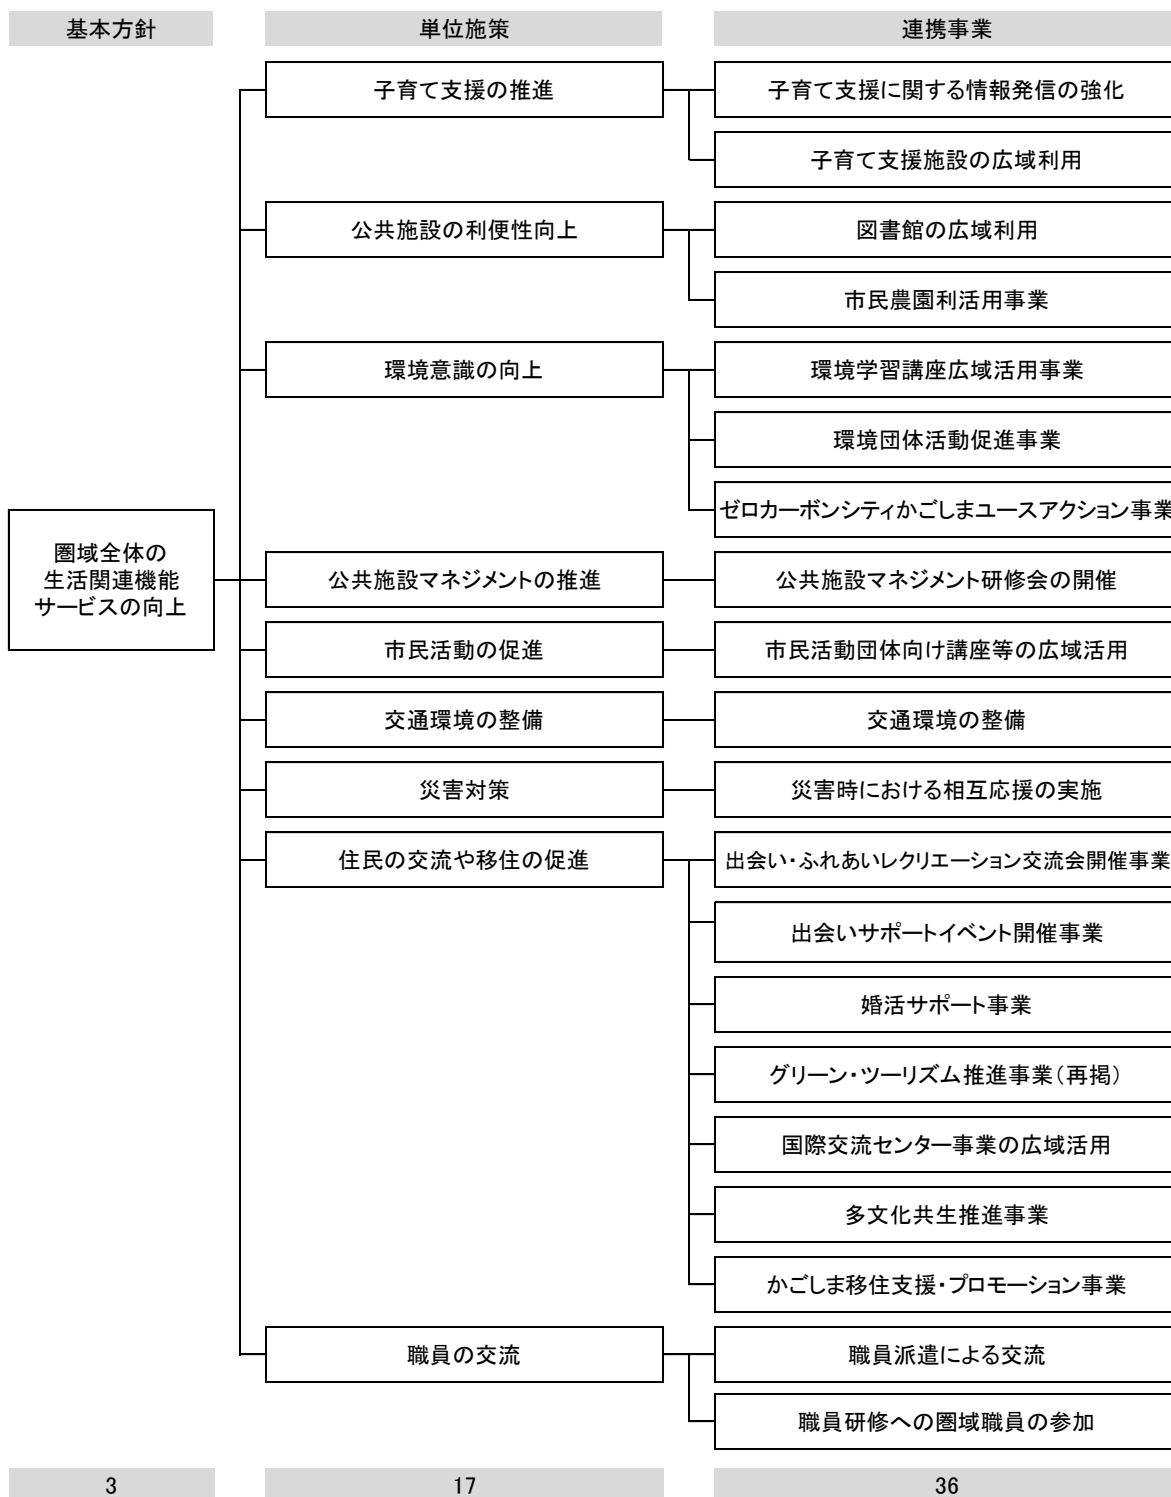 基本方針
単位施策
連携事業
子育て支援の推進
子育て支援に関する情報発信の強化
子育て支援施設の広域利用
公共施設の利便性向上
図書館の広域利用
市民農園利活用事業
環境意識の向上
環境学習講座広域活用事業
環境団体活動促進事業
ゼロカーボンシティかごしまユースアクション事業
圏域全体の
生活関連機能
サービスの向上
公共施設マネジメントの推進
公共施設マネジメント研修会の開催
市民活動の促進
市民活動団体向け講座等の広域活用
交通環境の整備
交通環境の整備
災害対策
災害時における相互応援の実施
住民の交流や移住の促進
出会い・ふれあいレクリエーション交流会開催事業
出会いサポートイベント開催事業
婚活サポート事業
グリーン・ツーリズム推進事業（再掲）
国際交流センター事業の広域活用
多文化共生推進事業
かごしま移住支援・プロモーション事業
職員の交流
職員派遣による交流
職員研修への圏域職員の参加
3
17
36